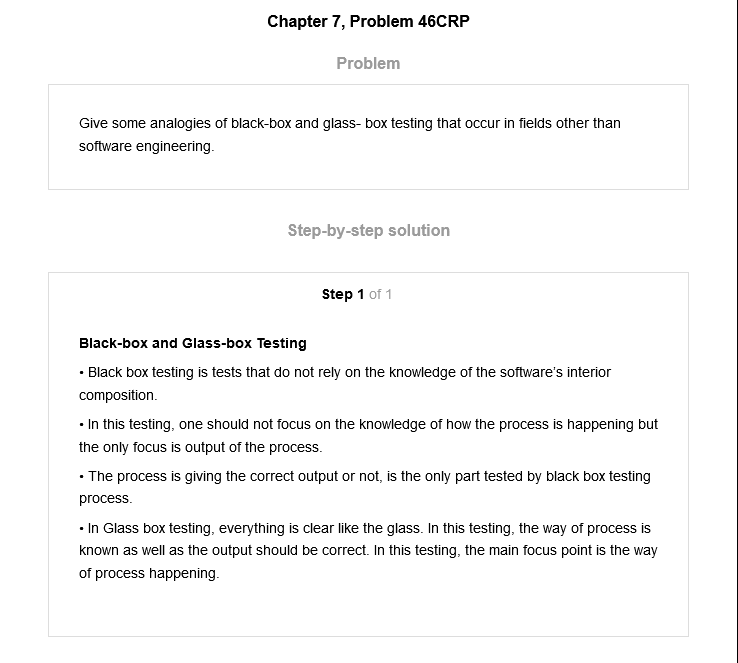 Chapter 7, Problem 46CRP
Problem
Give some analogies of black-box and glass- box testing that occur in fields other than
software engineering.
Step-by-step solution
Step 1 of 1
Black-box and Glass-box Testing
• Black box testing is tests that do not rely on the knowledge of the software's interior
composition.
• In this testing, one should not focus on the knowledge of how the process is happening but
the only focus is output of the process.
• The process is giving the correct output or not, is the only part tested by black box testing
process.
• In Glass box testing, everything is clear like the glass. In this testing, the way of process is
known as well as the output should be correct. In this testing, the main focus point is the way
of process happening.